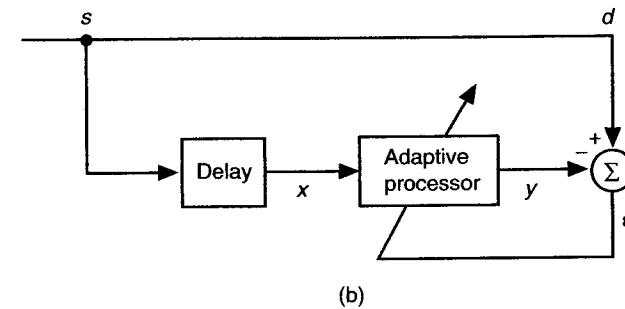 s
d
+
−
Delay
x
Adaptive
processor
y
Σ
(b)